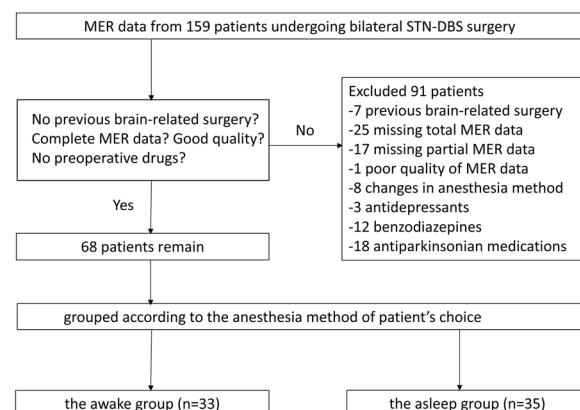 MER data from 159 patients undergoing bilateral STN-DBS surgery
No previous brain-related surgery?
Complete MER data? Good quality?
No preoperative drugs?
No
Excluded 91 patients
-7 previous brain-related surgery
-25 missing total MER data
-17 missing partial MER data
-1 poor quality of MER data
-8 changes in anesthesia method
-3 antidepressants
-12 benzodiazepines
-18 antiparkinsonian medications
Yes
68 patients remain
grouped according to the anesthesia method of patient's choice
the awake group (n=33)
the asleep group (n=35)